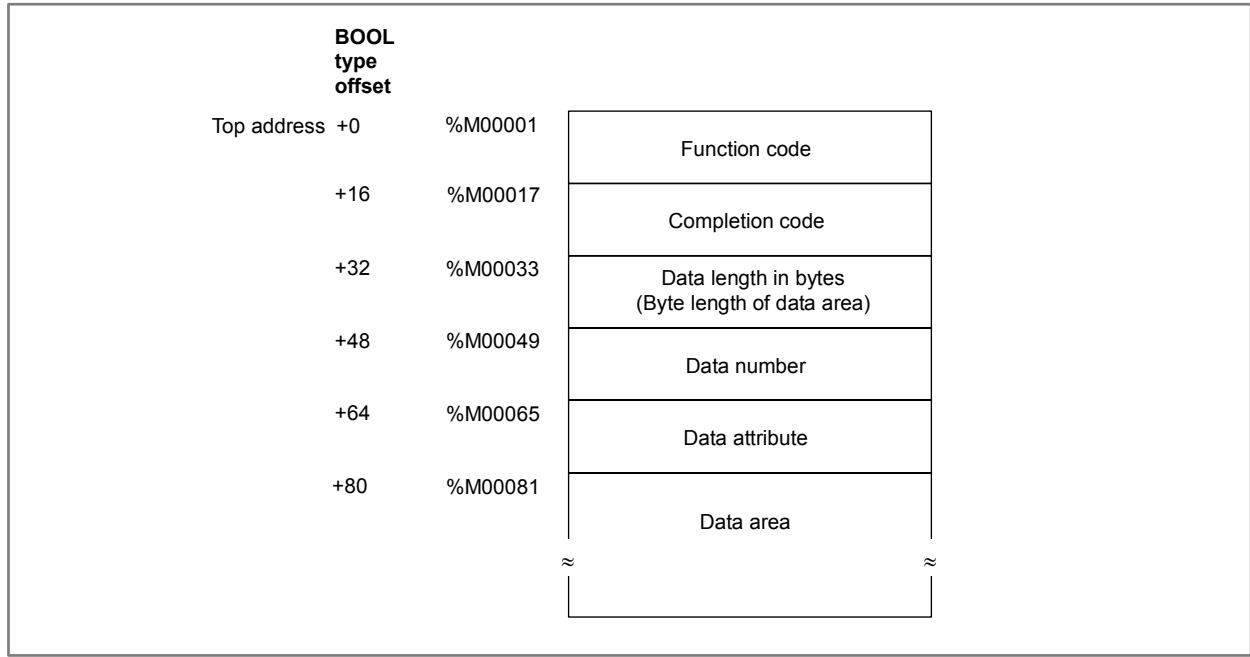 BOOL
type
offset
Top address +0 %M00001
Function code
+16 %M00017
Completion code
+32 %M00033
Data length in bytes
(Byte length of data area)
+48 %M00049
Data number
+64 %M00065
Data attribute
+80 %M00081
Data area
≈ ≈